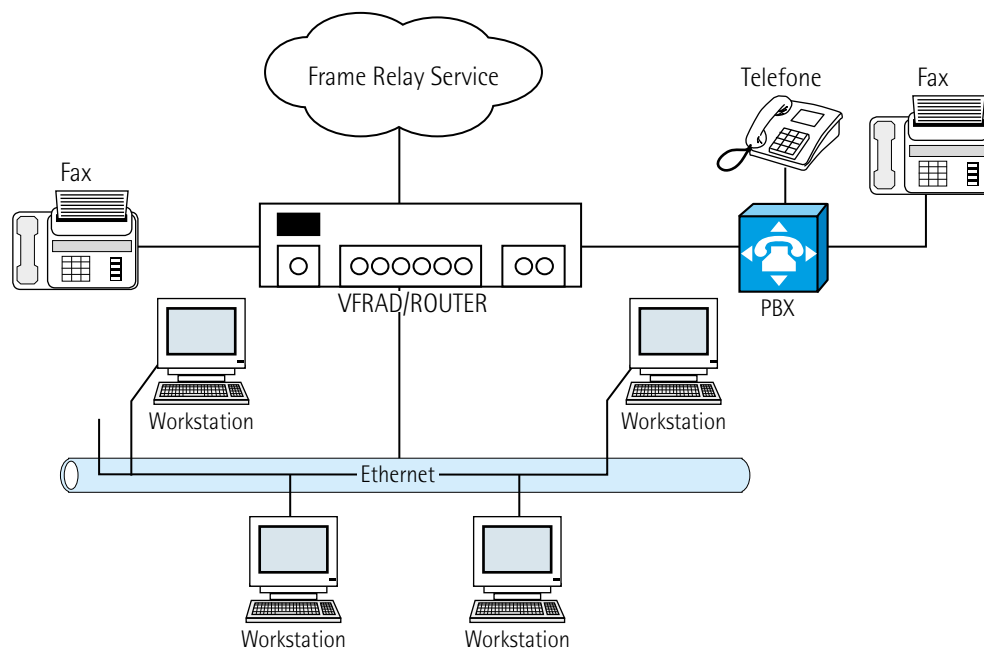 Frame Relay Service
Telefone
Fax
Fax
VFRAD/ROUTER
PBX
Workstation
Workstation
Ethernet
Workstation
Workstation